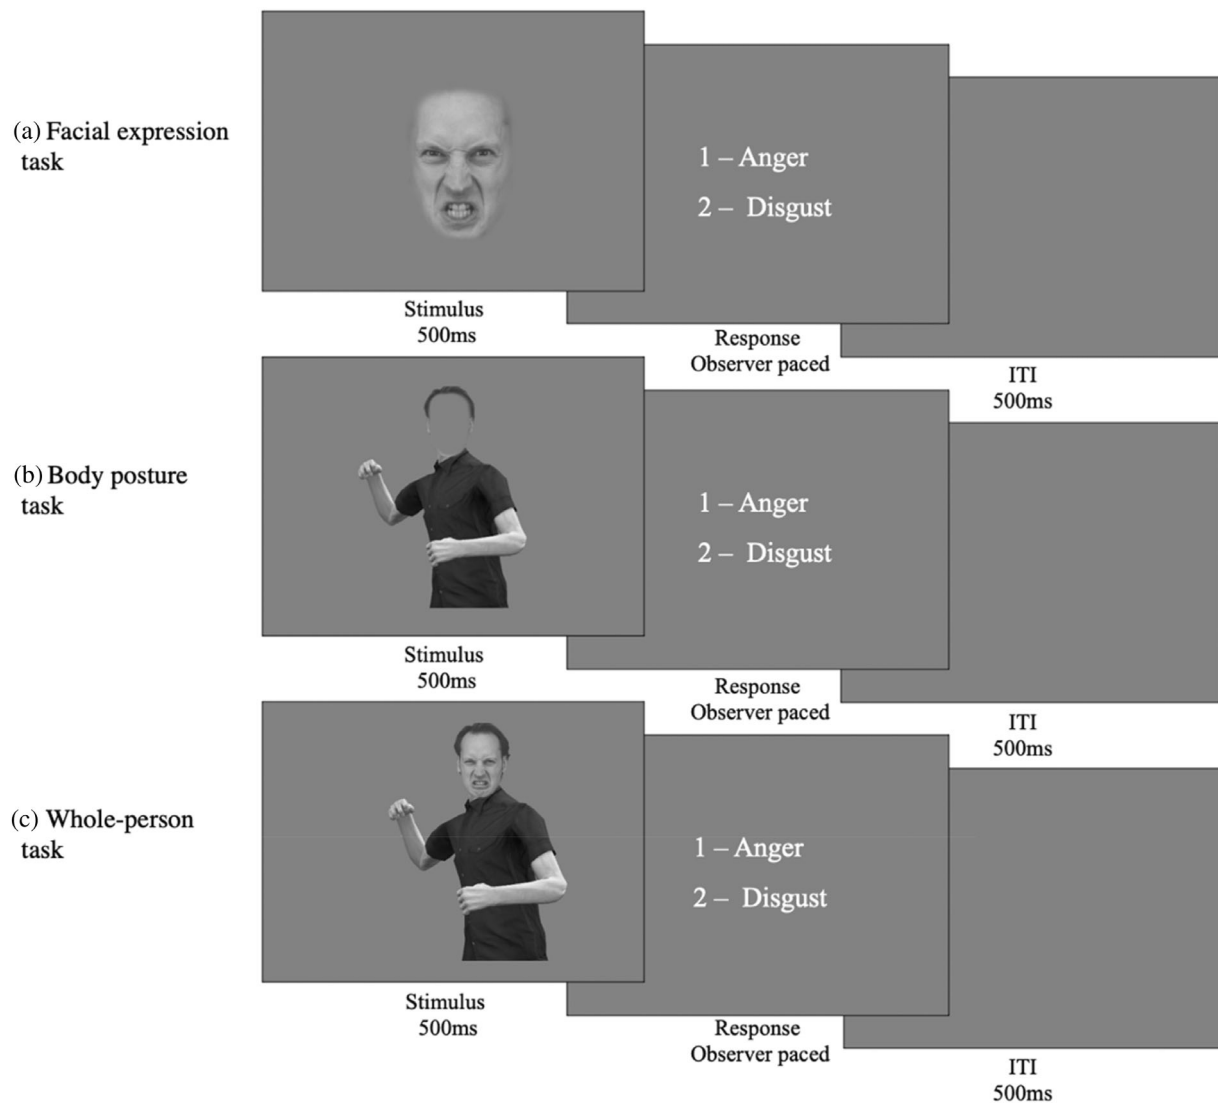 (a) Facial expression
task
1 – Anger
2 – Disgust
Stimulus
500ms
Response
Observer paced
ITI
500ms
(b) Body posture
task
1 – Anger
2 – Disgust
Stimulus
500ms
Response
Observer paced
ITI
500ms
(c) Whole-person
task
1 – Anger
2 – Disgust
Stimulus
500ms
Response
Observer paced
ITI
500ms